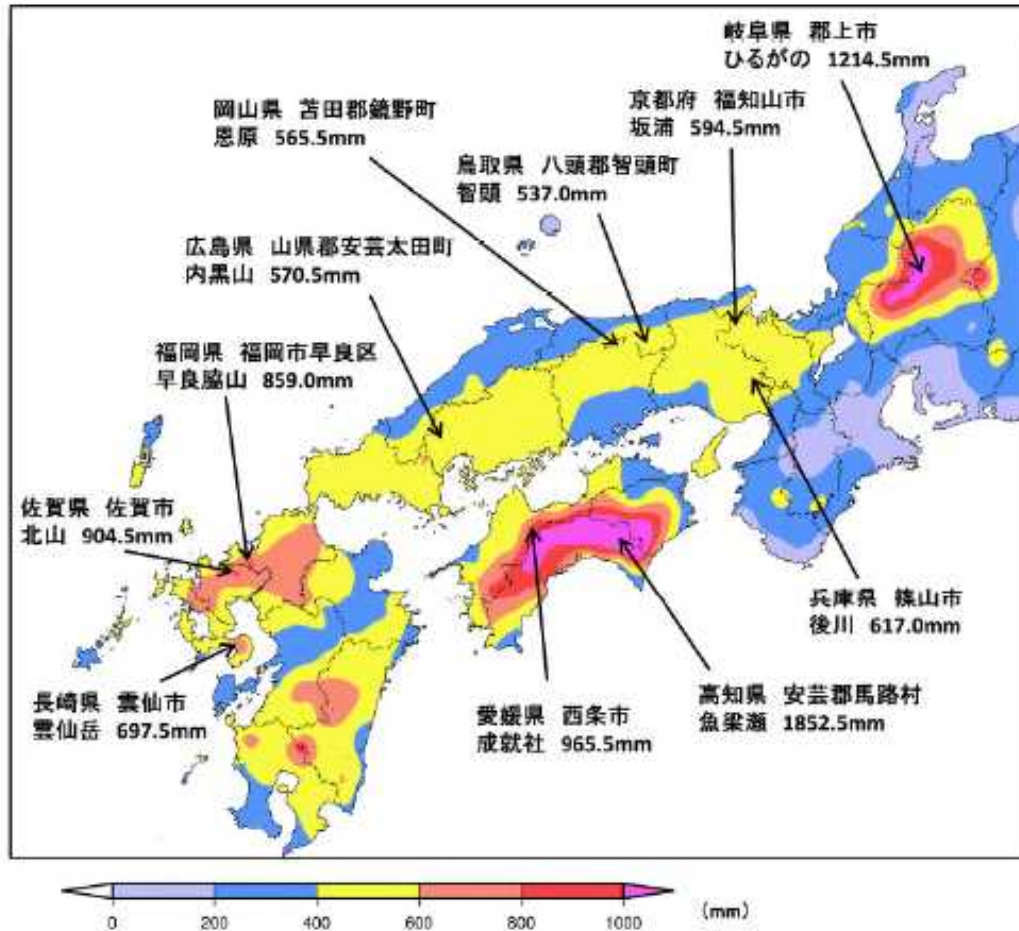 岐阜県 郡上市
ひるがの 1214.5mm
京都府 福知山市
坂浦 594.5mm
岡山県 苫田郡鏡野町
恩原 565.5mm
鳥取県 八頭郡智頭町
智頭 537.0mm
広島県 山県郡安芸太田町
内黒山 570.5mm
福岡県 福岡市早良区
早良脇山 859.0mm
佐賀県 佐賀市
北山 904.5mm
長崎県 雲仙市
雲仙岳 697.5mm
愛媛県 西条市
成就社 965.5mm
高知県 安芸郡馬路村
魚梁瀬 1852.5mm
兵庫県 篠山市
後川 617.0mm
0 200 400 600 800 1000 (mm)